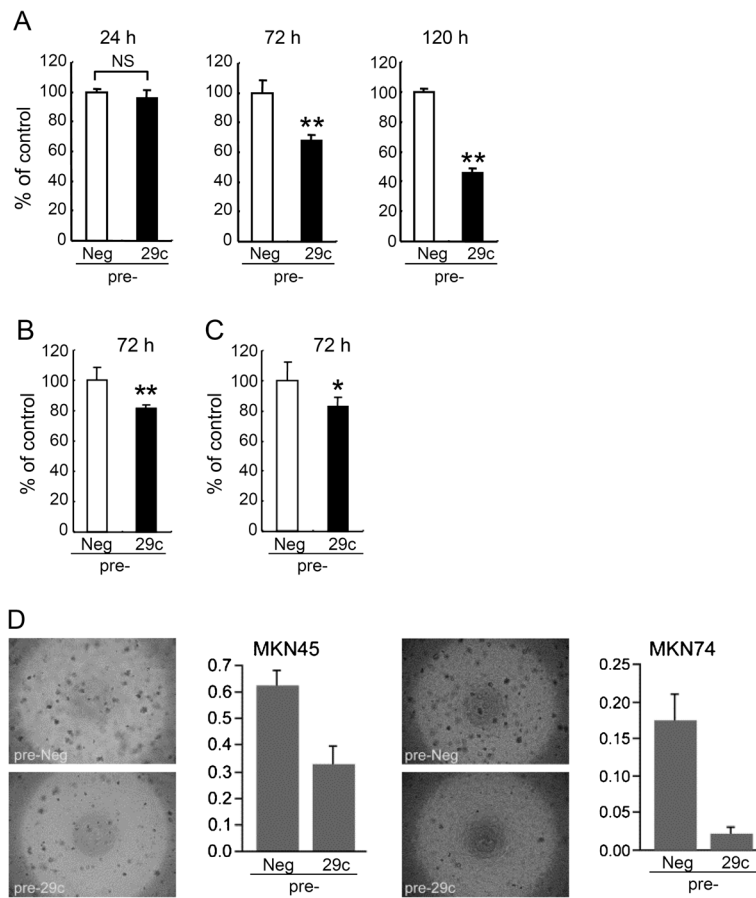 A
24 h
72 h
120 h
NS
% of control
120
100
80
60
40
20
0
**
120
100
80
60
40
20
0
**
120
100
80
60
40
20
0
Neg 29c
pre-
Neg 29c
pre-
Neg 29c
pre-
B
72 h
% of control
120
100
80
60
40
20
0
**
Neg 29c
pre-
C
72 h
% of control
120
100
80
60
40
20
0
*
Neg 29c
pre-
D
pre-Neg
pre-29c
MKN45
0.7
0.6
0.5
0.4
0.3
0.2
0.1
0.0
Neg 29c
pre-
pre-Neg
pre-29c
MKN74
0.25
0.20
0.15
0.10
0.05
0.00
Neg 29c
pre-